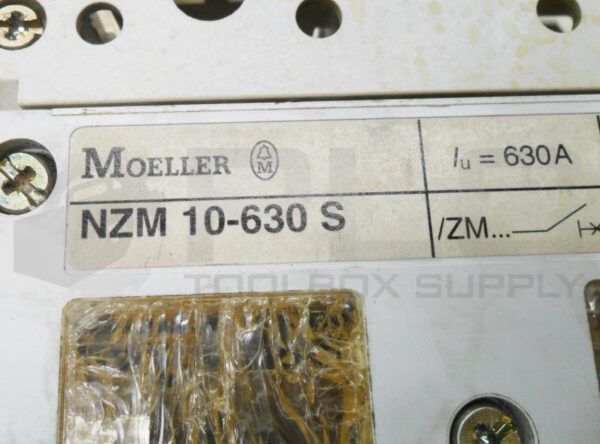 MOELLER M
Iu = 630A
NZM 10-630 S
/ZM...
TOOLBOX SUPPLY